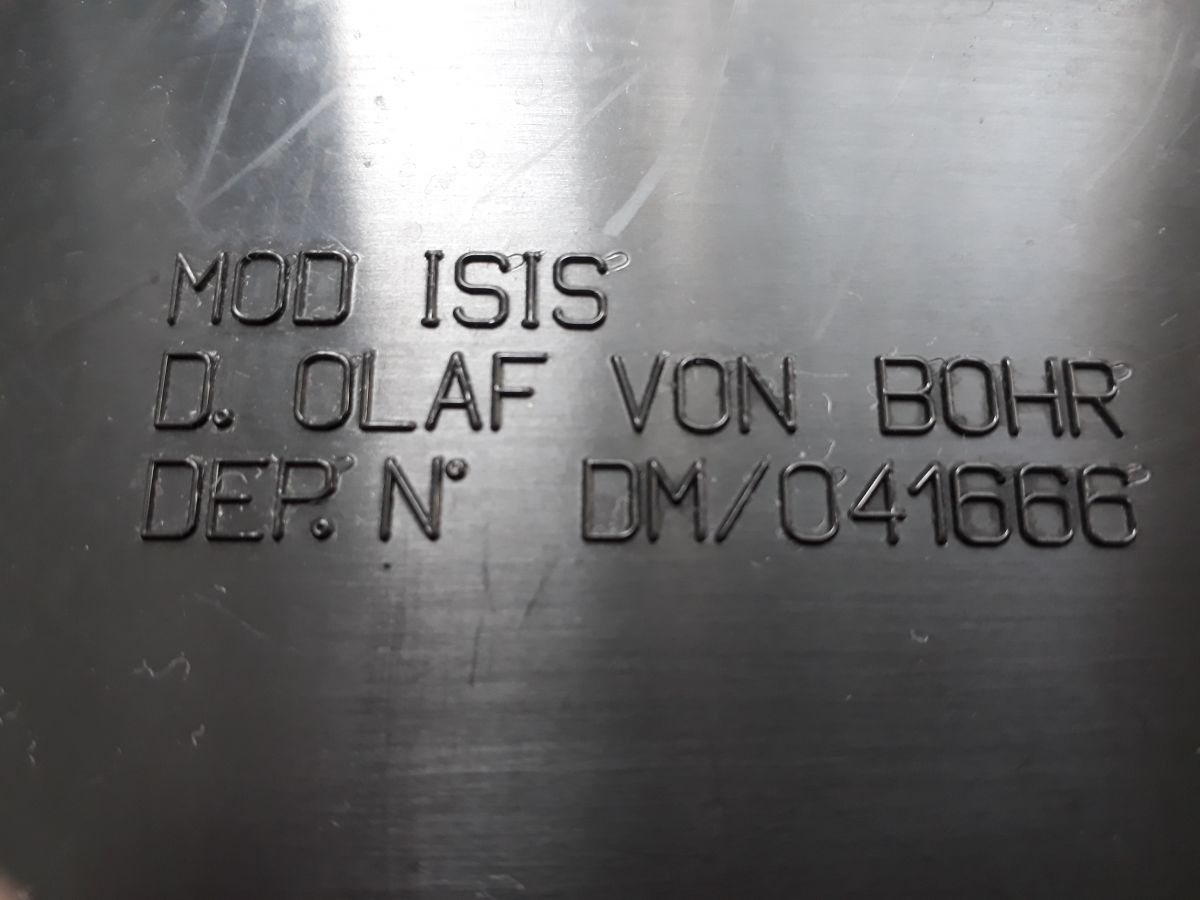 MOD ISIS
D. OLAF VON BOHR
DEP. N° DM/041666